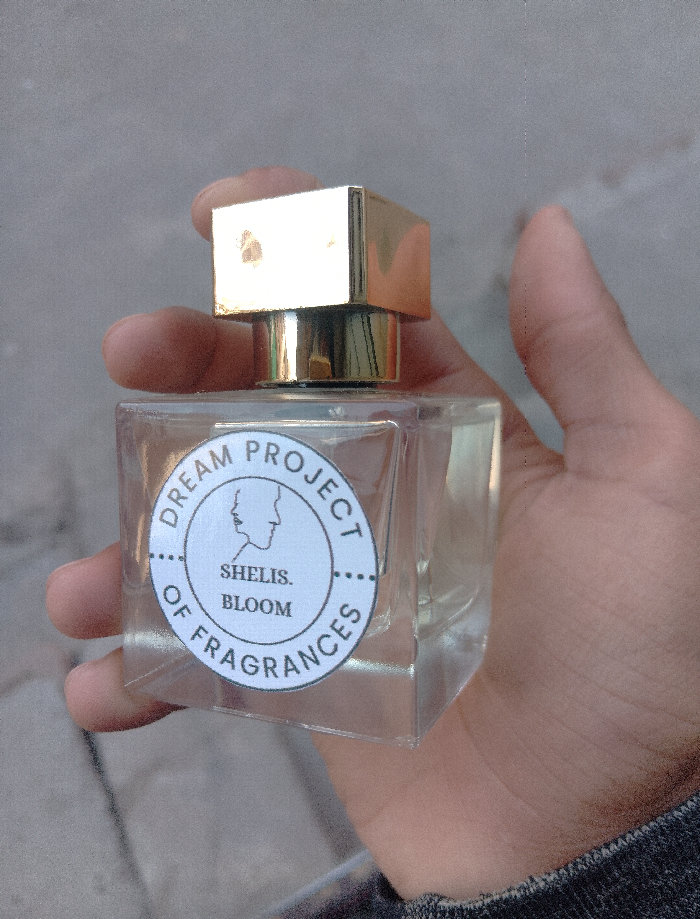 DREAM PROJECT
SHELIS.
BLOOM
OF FRAGRANCES